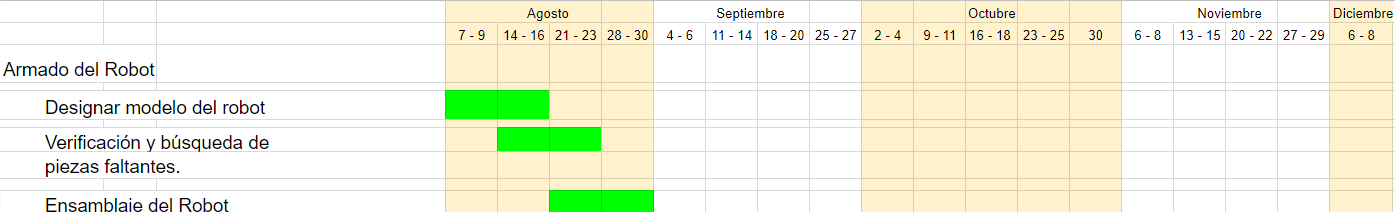 Agosto Septiembre Octubre Noviembre Diciembre
7 - 9 14 - 16 21 - 23 28 - 30 4 - 6 11 - 14 18 - 20 25 - 27 2 - 4 9 - 11 16 - 18 23 - 25 30 6 - 8 13 - 15 20 - 22 27 - 29 6 - 8
Armado del Robot
Designar modelo del robot
Verificación y búsqueda de
piezas faltantes.
Ensamblaje del Robot